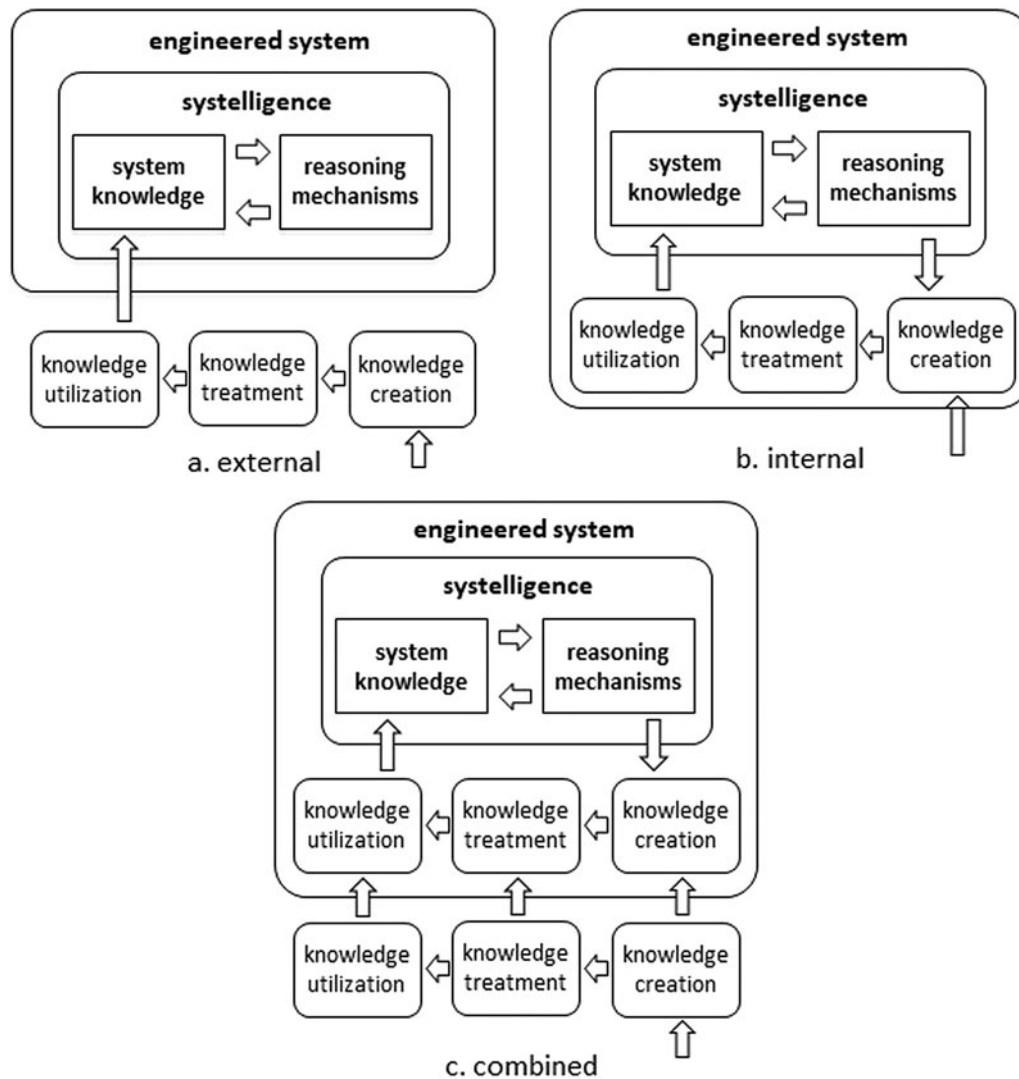 engineered system
systelligence
system
knowledge
reasoning
mechanisms
knowledge
utilization
knowledge
treatment
knowledge
creation
a. external
engineered system
systelligence
system
knowledge
reasoning
mechanisms
knowledge
utilization
knowledge
treatment
knowledge
creation
b. internal
engineered system
systelligence
system
knowledge
reasoning
mechanisms
knowledge
utilization
knowledge
treatment
knowledge
creation
knowledge
utilization
knowledge
treatment
knowledge
creation
c. combined